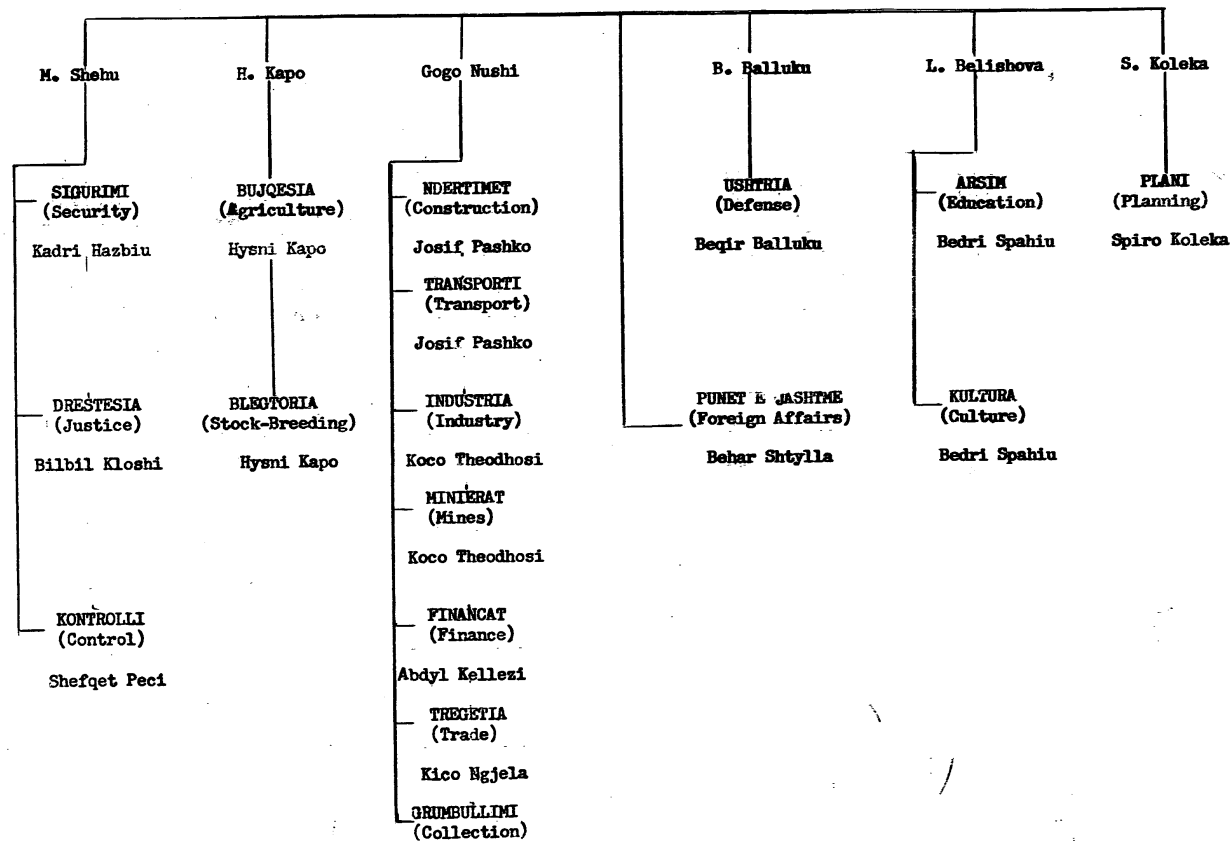 M. Shehu
H. Kapo
Gogo Nushi
B. Balluku
L. Belishova
S. Koleka
SIGURIMI
(Security)
Kadri Hazbiu
DRESTESIA
(Justice)
Bilbil Kloshi
KONTROLLI
(Control)
Shefqet Peci
BUJQESIA
(Agriculture)
Hysni Kapo
BLEGTORIA
(Stock-Breeding)
Hysni Kapo
NDERTIMET
(Construction)
Josif Pashko
TRANSPORTI
(Transport)
Josif Pashko
INDUSTRIA
(Industry)
Koco Theodhosi
MINIERAT
(Mines)
Koco Theodhosi
FINANCAT
(Finance)
Abdyl Kellezi
TREGETIA
(Trade)
Kico Ngjela
GRUMBULLIMI
(Collection)
USHTRIA
(Defense)
Beqir Balluku
PUNET E JASHTME
(Foreign Affairs)
Behar Shtylla
ARSIM
(Education)
Bedri Spahiu
KULTURA
(Culture)
Bedri Spahiu
PLANI
(Planning)
Spiro Koleka